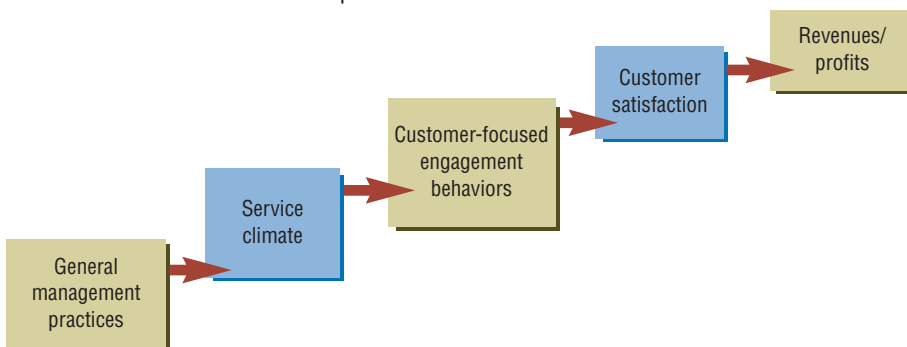 General
management
practices
Service
climate
Customer-focused
engagement
behaviors
Customer
satisfaction
Revenues/
profits